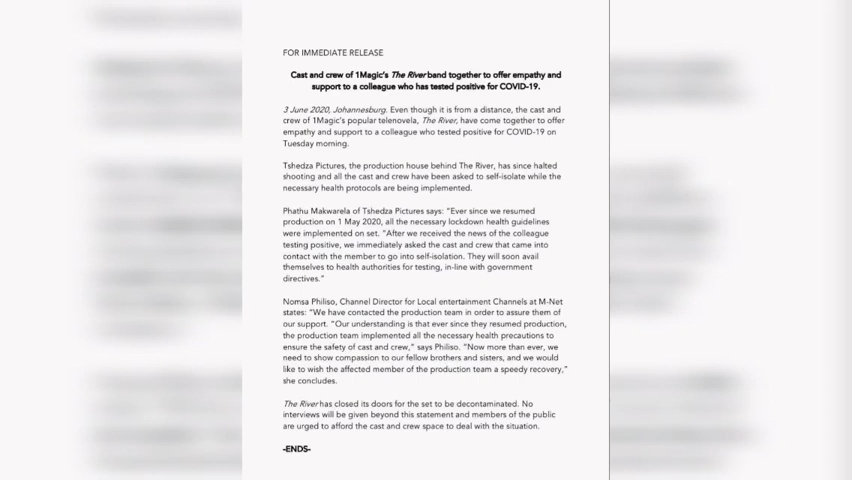 FOR IMMEDIATE RELEASE
Cast and crew of 1Magic's The River band together to offer empathy and
support to a colleague who has tested positive for COVID-19.
3 June 2020, Johannesburg. Even though it is from a distance, the cast and
crew of 1Magic's popular telenovela, The River, have come together to offer
empathy and support to a colleague who tested positive for COVID-19 on
Tuesday morning.
Tshedza Pictures, the production house behind The River, has since halted
shooting and all the cast and crew have been asked to self-isolate while the
necessary health protocols are being implemented.
Phathu Makwarela of Tshedza Pictures says: "Ever since we resumed
production on 1 May 2020, all the necessary lockdown health guidelines
were implemented on set. "After we received the news of the colleague
testing positive, we immediately asked the cast and crew that came into
contact with the member to go into self-isolation. They will soon avail
themselves to health authorities for testing, in-line with government
directives."
Nomsa Philiso, Channel Director for Local entertainment Channels at M-Net
states: "We have contacted the production team in order to assure them of
our support. "Our understanding is that ever since they resumed production,
the production team implemented all the necessary health precautions to
ensure the safety of cast and crew," says Philiso. "Now more than ever, we
need to show compassion to our fellow brothers and sisters, and we would
like to wish the affected member of the production team a speedy recovery,"
she concludes.
The River has closed its doors for the set to be decontaminated. No
interviews will be given beyond this statement and members of the public
are urged to afford the cast and crew space to deal with the situation.
-ENDS-